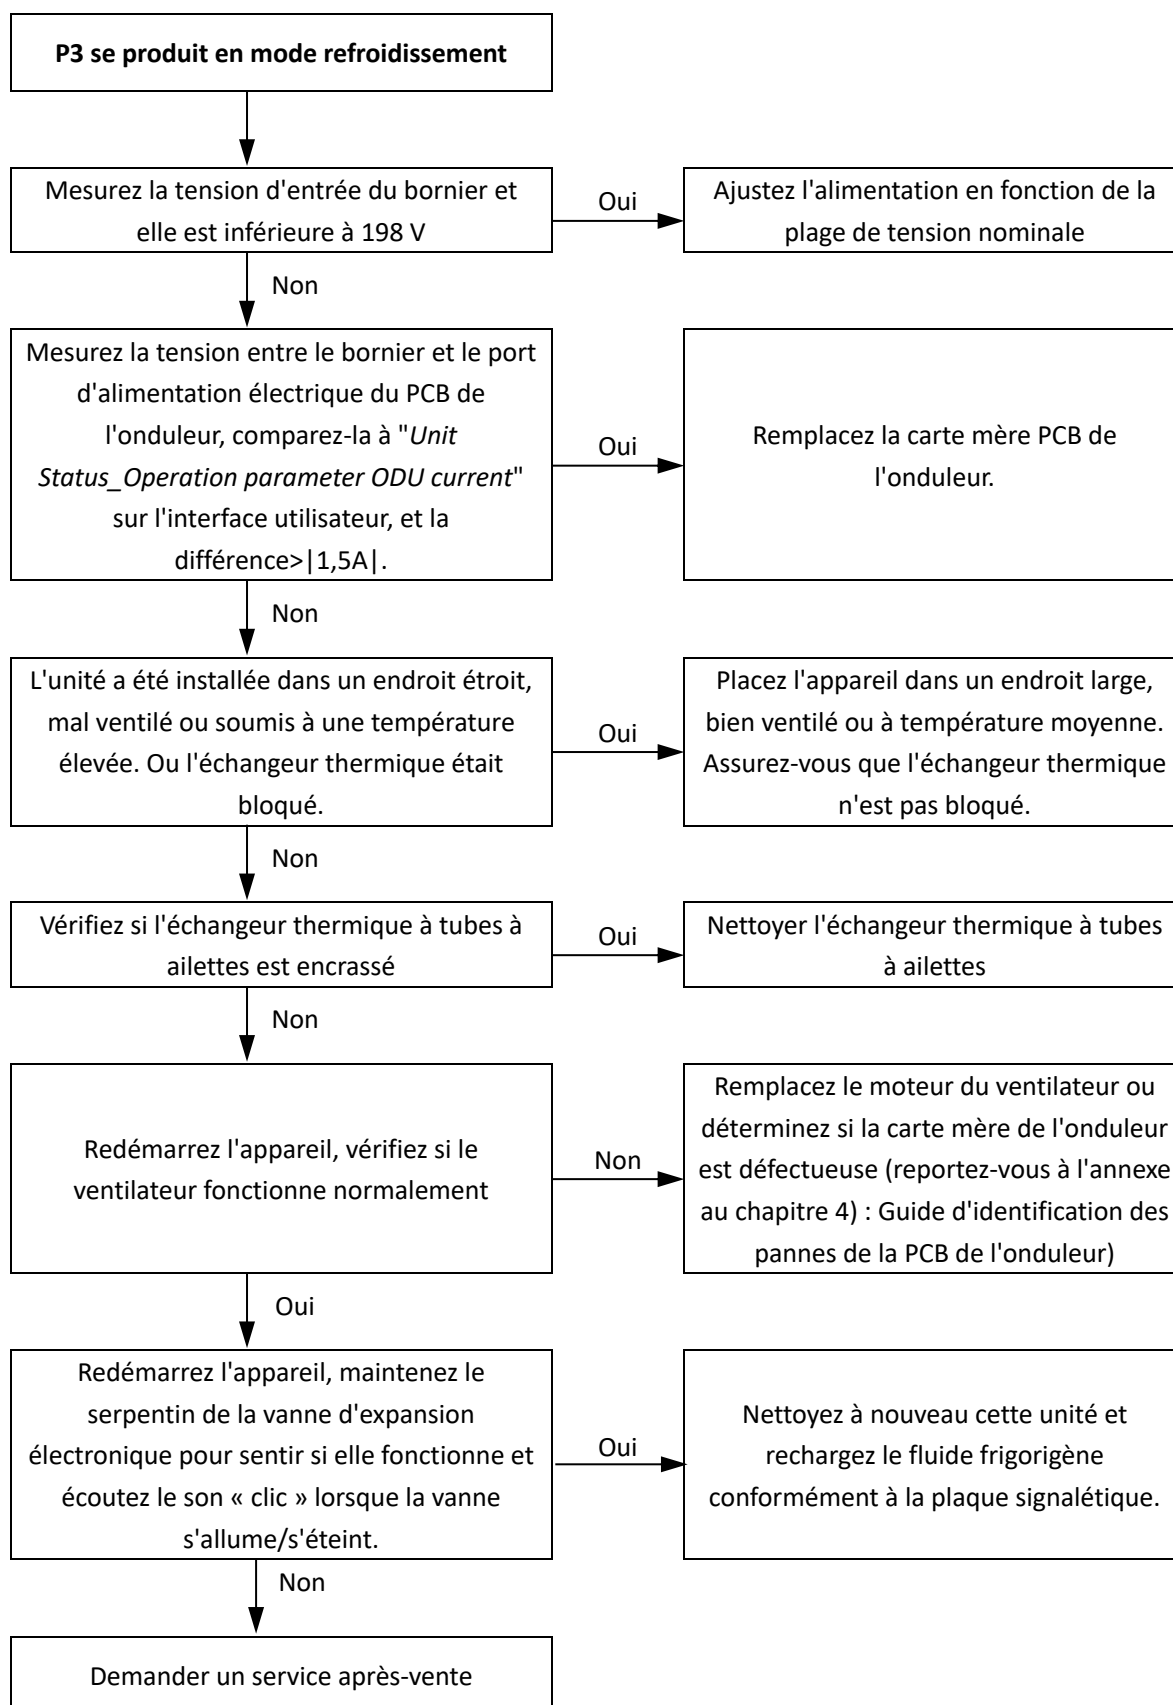 P3 se produit en mode refroidissement
Mesurez la tension d'entrée du bornier et
elle est inférieure à 198 V
Oui
Ajustez l'alimentation en fonction de la
plage de tension nominale
Non
Mesurez la tension entre le bornier et le port
d'alimentation électrique du PCB de
l'onduleur, comparez-la à "Unit
Status_Operation parameter ODU current"
sur l'interface utilisateur, et la
différence>|1,5A|.
Oui
Remplacez la carte mère PCB de
l'onduleur.
Non
L'unité a été installée dans un endroit étroit,
mal ventilé ou soumis à une température
élevée. Ou l'échangeur thermique était
bloqué.
Oui
Placez l'appareil dans un endroit large,
bien ventilé ou à température moyenne.
Assurez-vous que l'échangeur thermique
n'est pas bloqué.
Non
Vérifiez si l'échangeur thermique à tubes à
ailettes est encrassé
Oui
Nettoyer l'échangeur thermique à tubes
à ailettes
Non
Redémarrez l'appareil, vérifiez si le
ventilateur fonctionne normalement
Non
Remplacez le moteur du ventilateur ou
déterminez si la carte mère de l'onduleur
est défectueuse (reportez-vous à l'annexe
au chapitre 4) : Guide d'identification des
pannes de la PCB de l'onduleur)
Oui
Redémarrez l'appareil, maintenez le
serpentin de la vanne d'expansion
électronique pour sentir si elle fonctionne et
écoutez le son « clic » lorsque la vanne
s'allume/s'éteint.
Oui
Nettoyez à nouveau cette unité et
rechargez le fluide frigorigène
conformément à la plaque signalétique.
Non
Demander un service après-vente